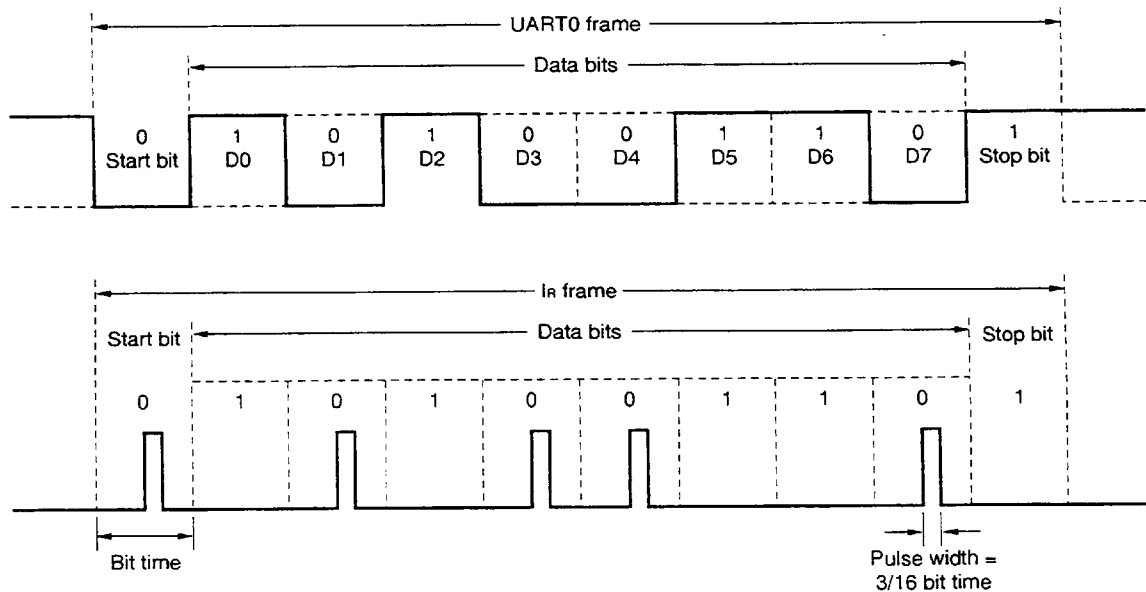 UART0 frame
Data bits
0 1 0 1 0 0 1 1 0 1
Start bit D0 D1 D2 D3 D4 D5 D6 D7 Stop bit
IR frame
Start bit Data bits Stop bit
0 1 0 1 0 0 1 1 0 1
Bit time
Pulse width =
3/16 bit time